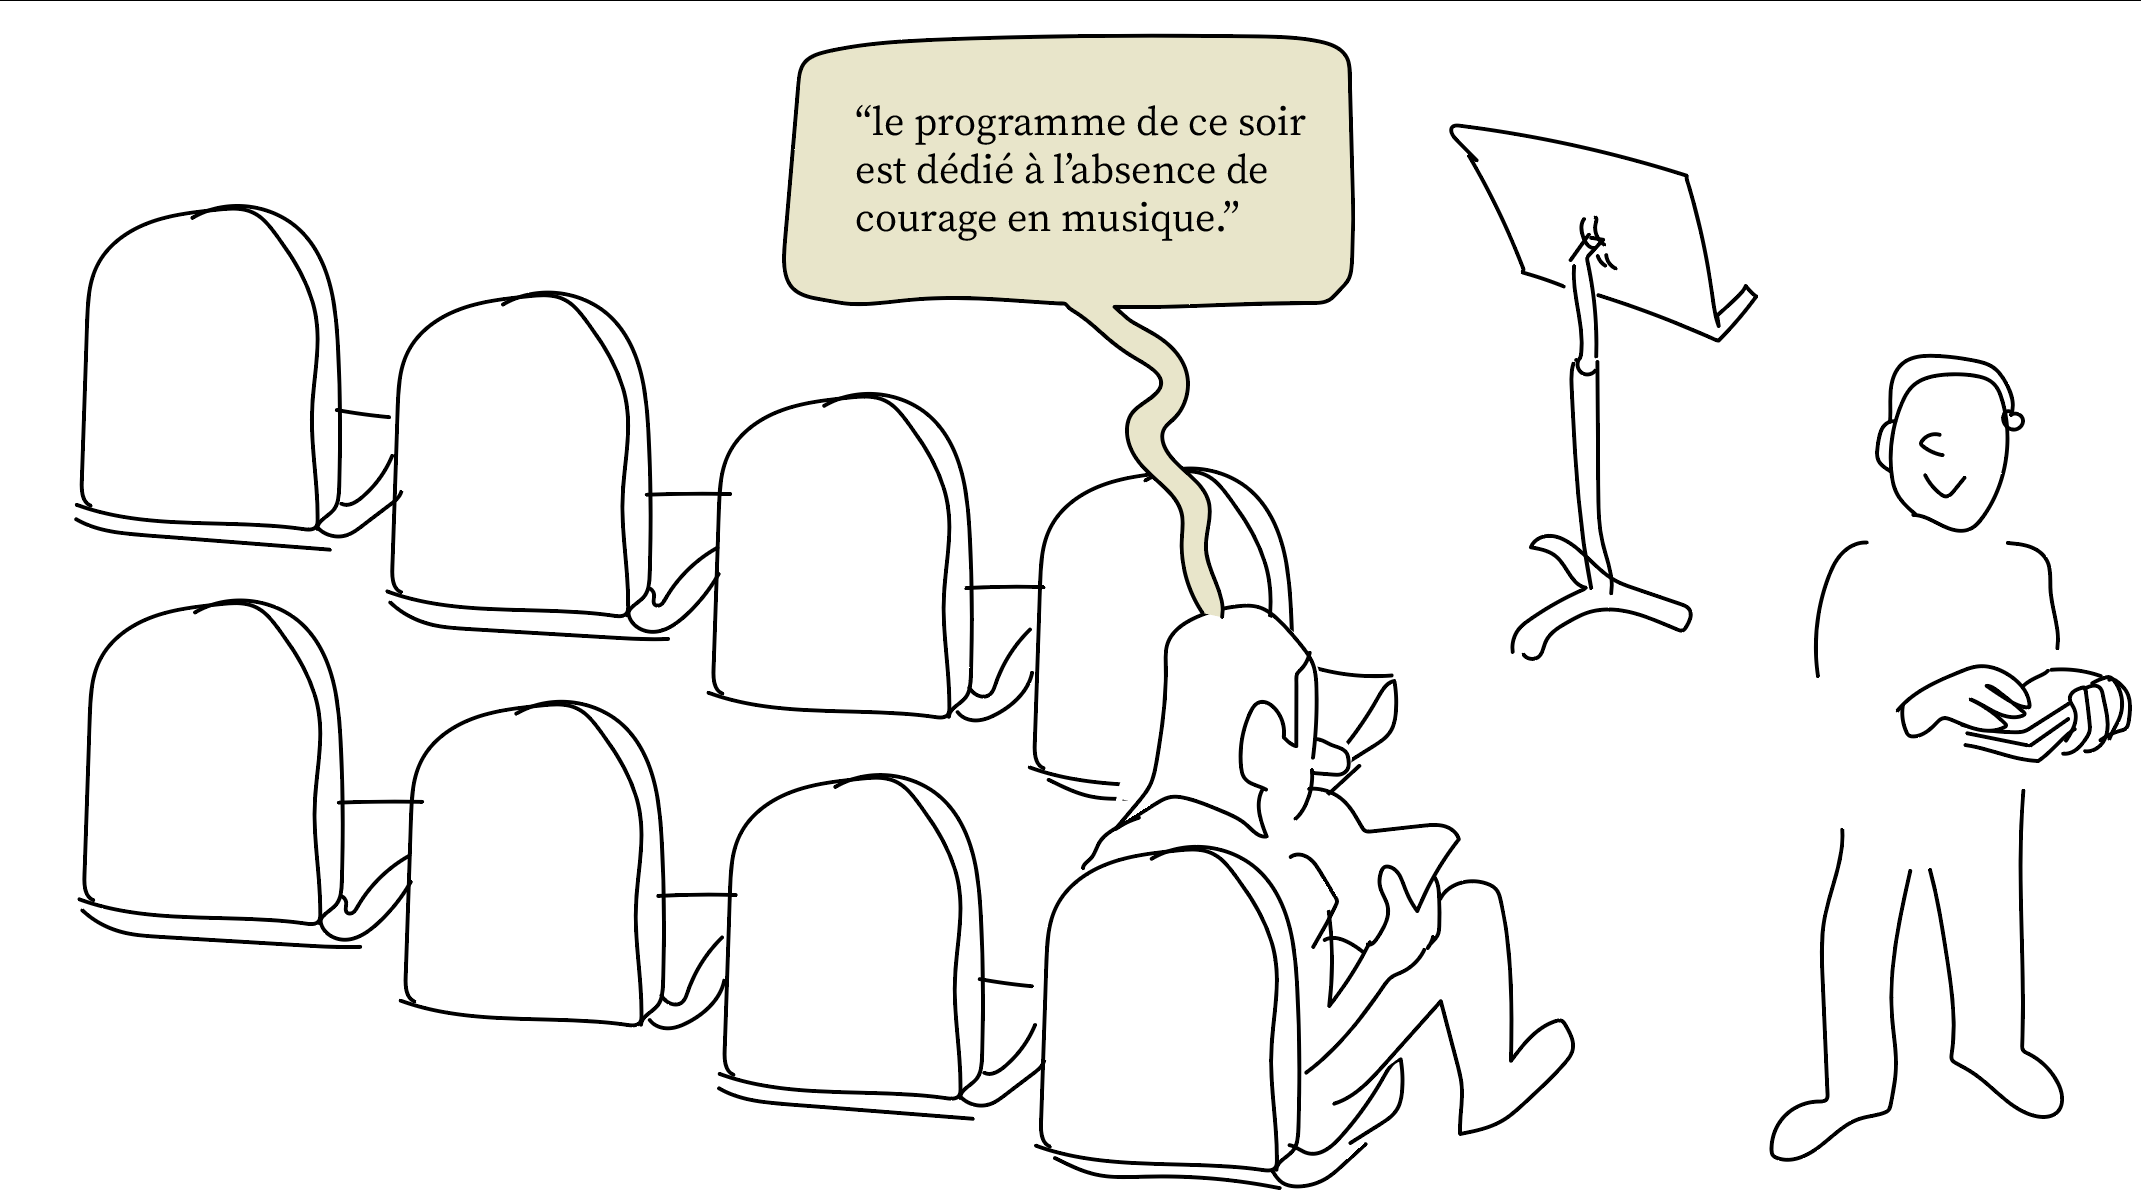 “le programme de ce soir
est dédié à l’absence de
courage en musique.”